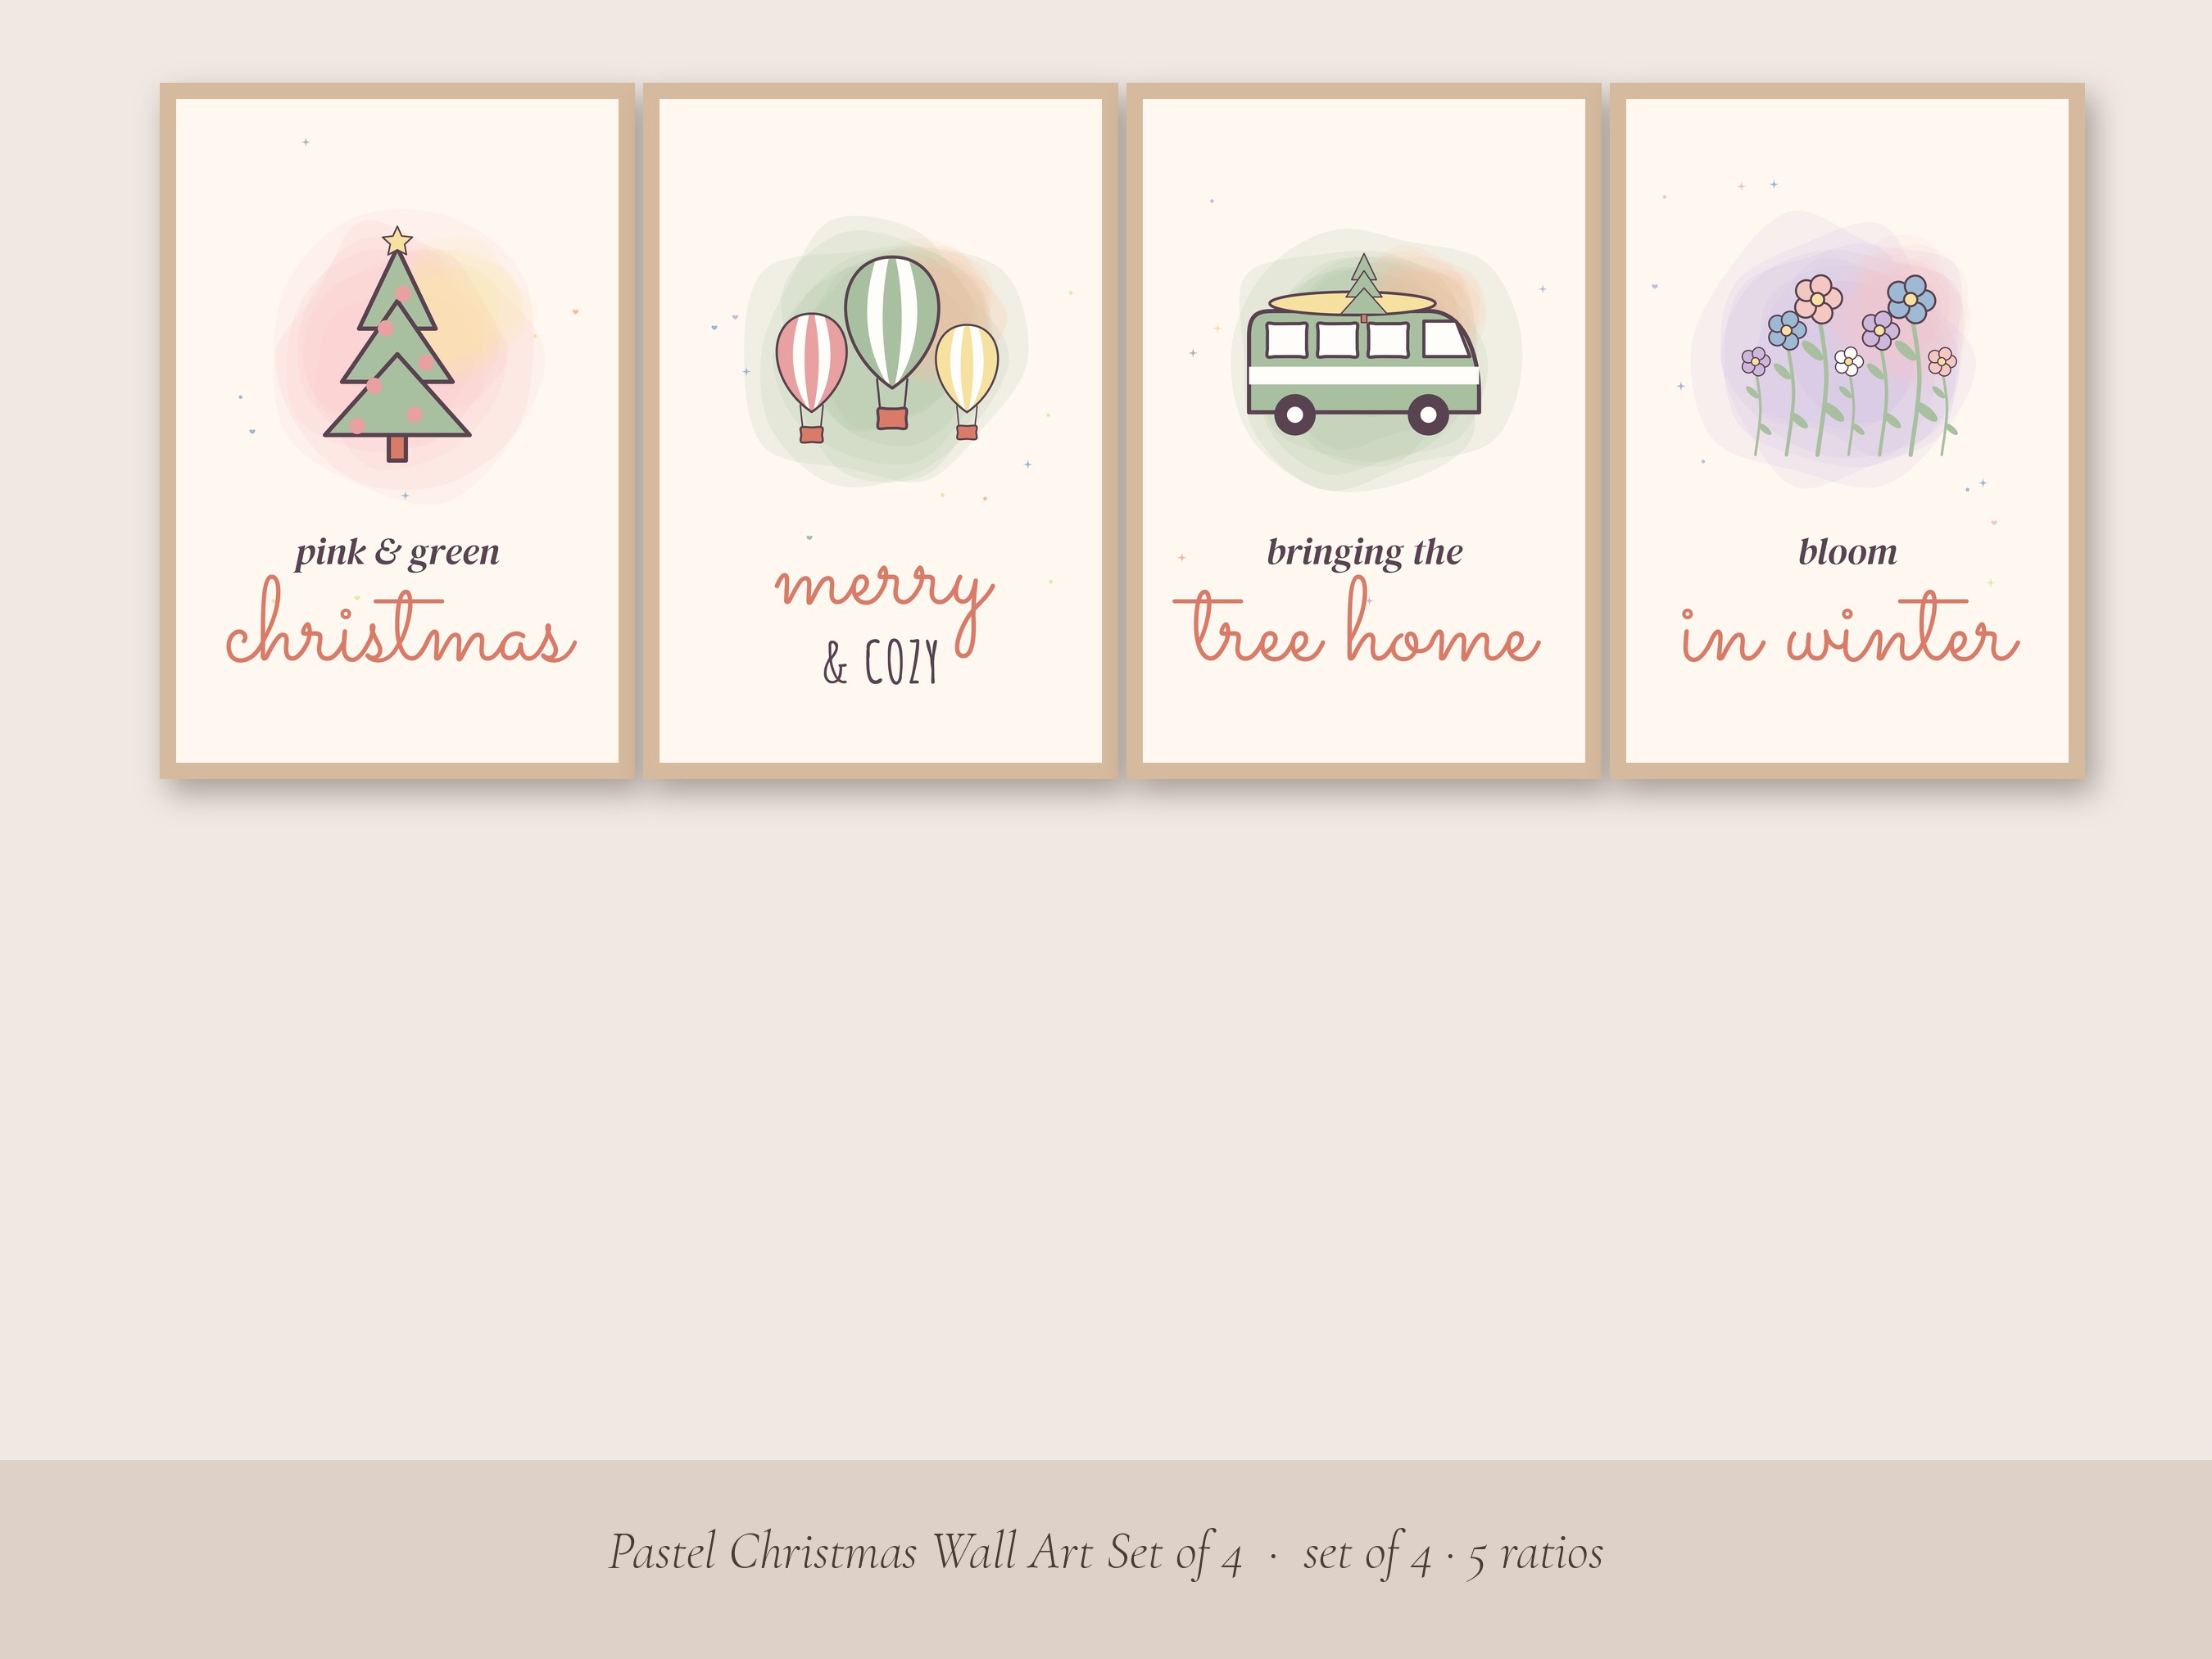 pink & green
christmas
merry
& COZY
bringing the
tree home
bloom
in winter
Pastel Christmas Wall Art Set of 4 · set of 4 · 5 ratios